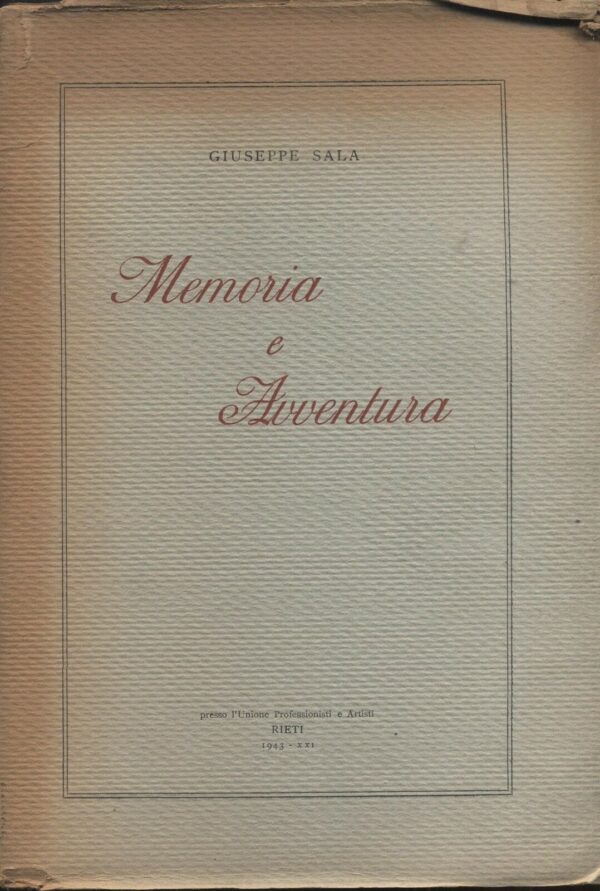 GIUSEPPE SALA
Memoria
e
Avventura
presso l'Unione Professionisti e Artisti
RIETI
1943 - XXI